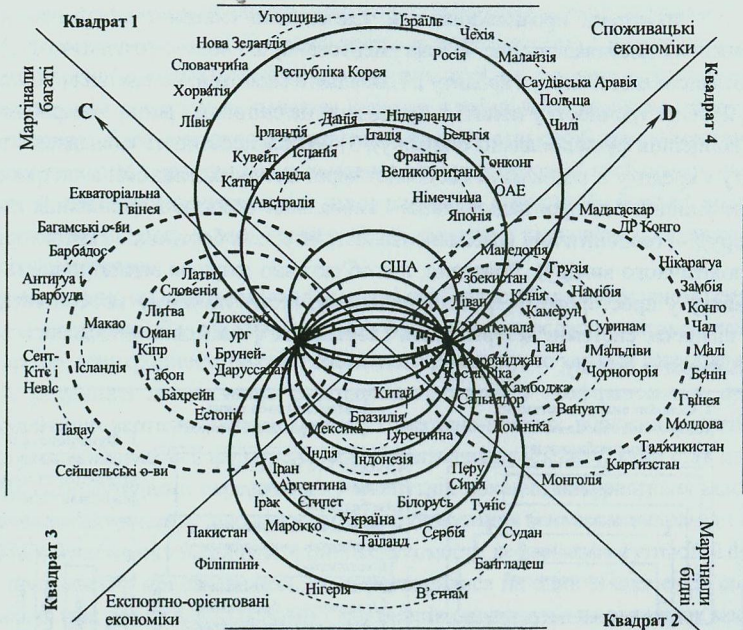 Квадрат 1
Споживацькі
економіки
Маргінали
багаті
C
D
Квадрат 4
Угорщина
Ізраїль
Чехія
Нова Зеландія
Росія
Малайзія
Словаччина
Республіка Корея
Саудівська Аравія
Хорватія
Польща
Лівія
Чилі
Данія
Нідерланди
Ірландія
Італія
Бельгія
Іспанія
Кувейт
Франція
Гонконг
Канада
Великобританія
Катар
ОАЕ
Німеччина
Австралія
Японія
Екваторіальна
Гвінея
Мадагаскар
ДР Конго
Багамські о-ви
Барбадос
Македонія
США
Нікарагуа
Латвія
Узбекистан
Грузія
Антигуа
Барбуда
Словенія
Ліван
Кенія
Намібія
Замбія
Литва
Камерун
Конго
Макао
Люксемб
ург
Гватемала
Суринам
Чад
Оман
Гана
Кіпр
Бруней-
Даруссалам
Азербайджан
Мальдіви
Малі
Сент-
Кітс і
Невіс
Ісландія
Габон
Коста-Ріка
Чорногорія
Бенін
Бахрейн
Китай
Камбоджа
Сальвадор
Гвінея
Естонія
Бразилія
Вануату
Палау
Мексика
Греччина
Домініка
Молдова
Таджикистан
Сейшельські о-ви
Індія
Індонезія
Киргизстан
Іран
Перу
Монголія
Аргентина
Сирія
Ірак
Єгипет
Білорусь
Туніс
Марокко
Україна
Пакистан
Таїланд
Сербія
Судан
Філіппіни
Бангладеш
Нігерія
В’єтнам
Квадрат 3
Маргінали
бідні
Експортно-орієнтовані
економіки
Квадрат 2